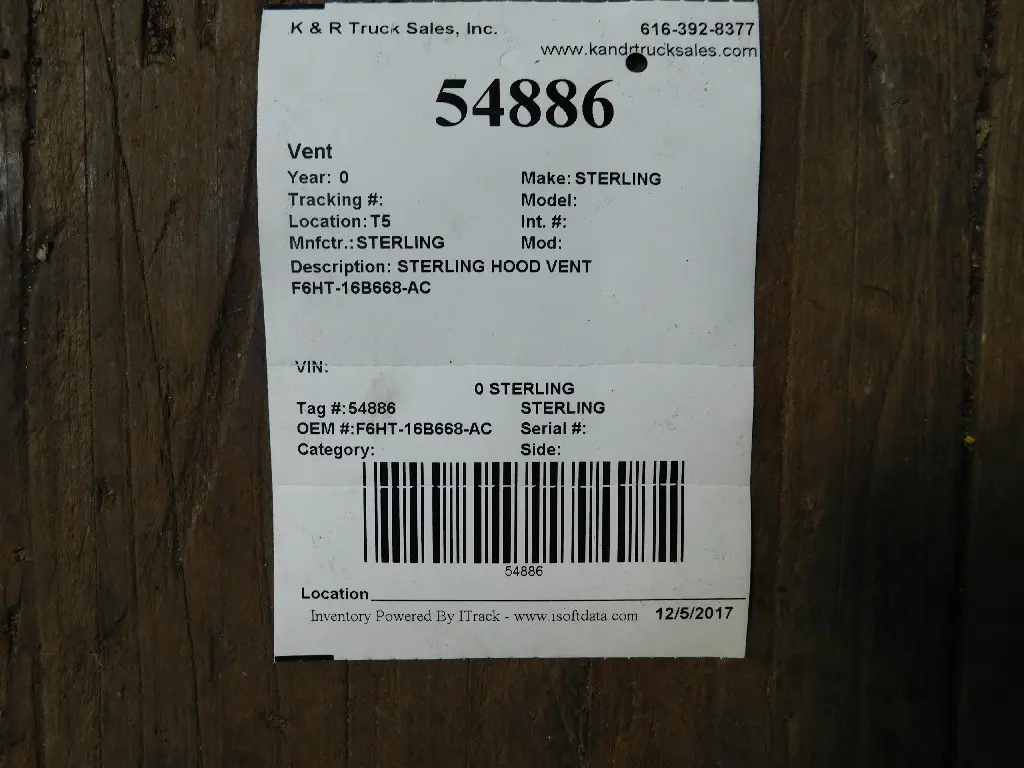 K & R Truck Sales, Inc. 616-392-8377
www.kandrtrucksales.com
54886
Vent
Year: 0 Make: STERLING
Tracking #: Model:
Location: T5 Int. #:
Mnfctr.: STERLING Mod:
Description: STERLING HOOD VENT
F6HT-16B668-AC
VIN:
0 STERLING
Tag #: 54886 STERLING
OEM #: F6HT-16B668-AC Serial #:
Category: Side:
54886
Location
Inventory Powered By ITrack - www.isoftdata.com 12/5/2017